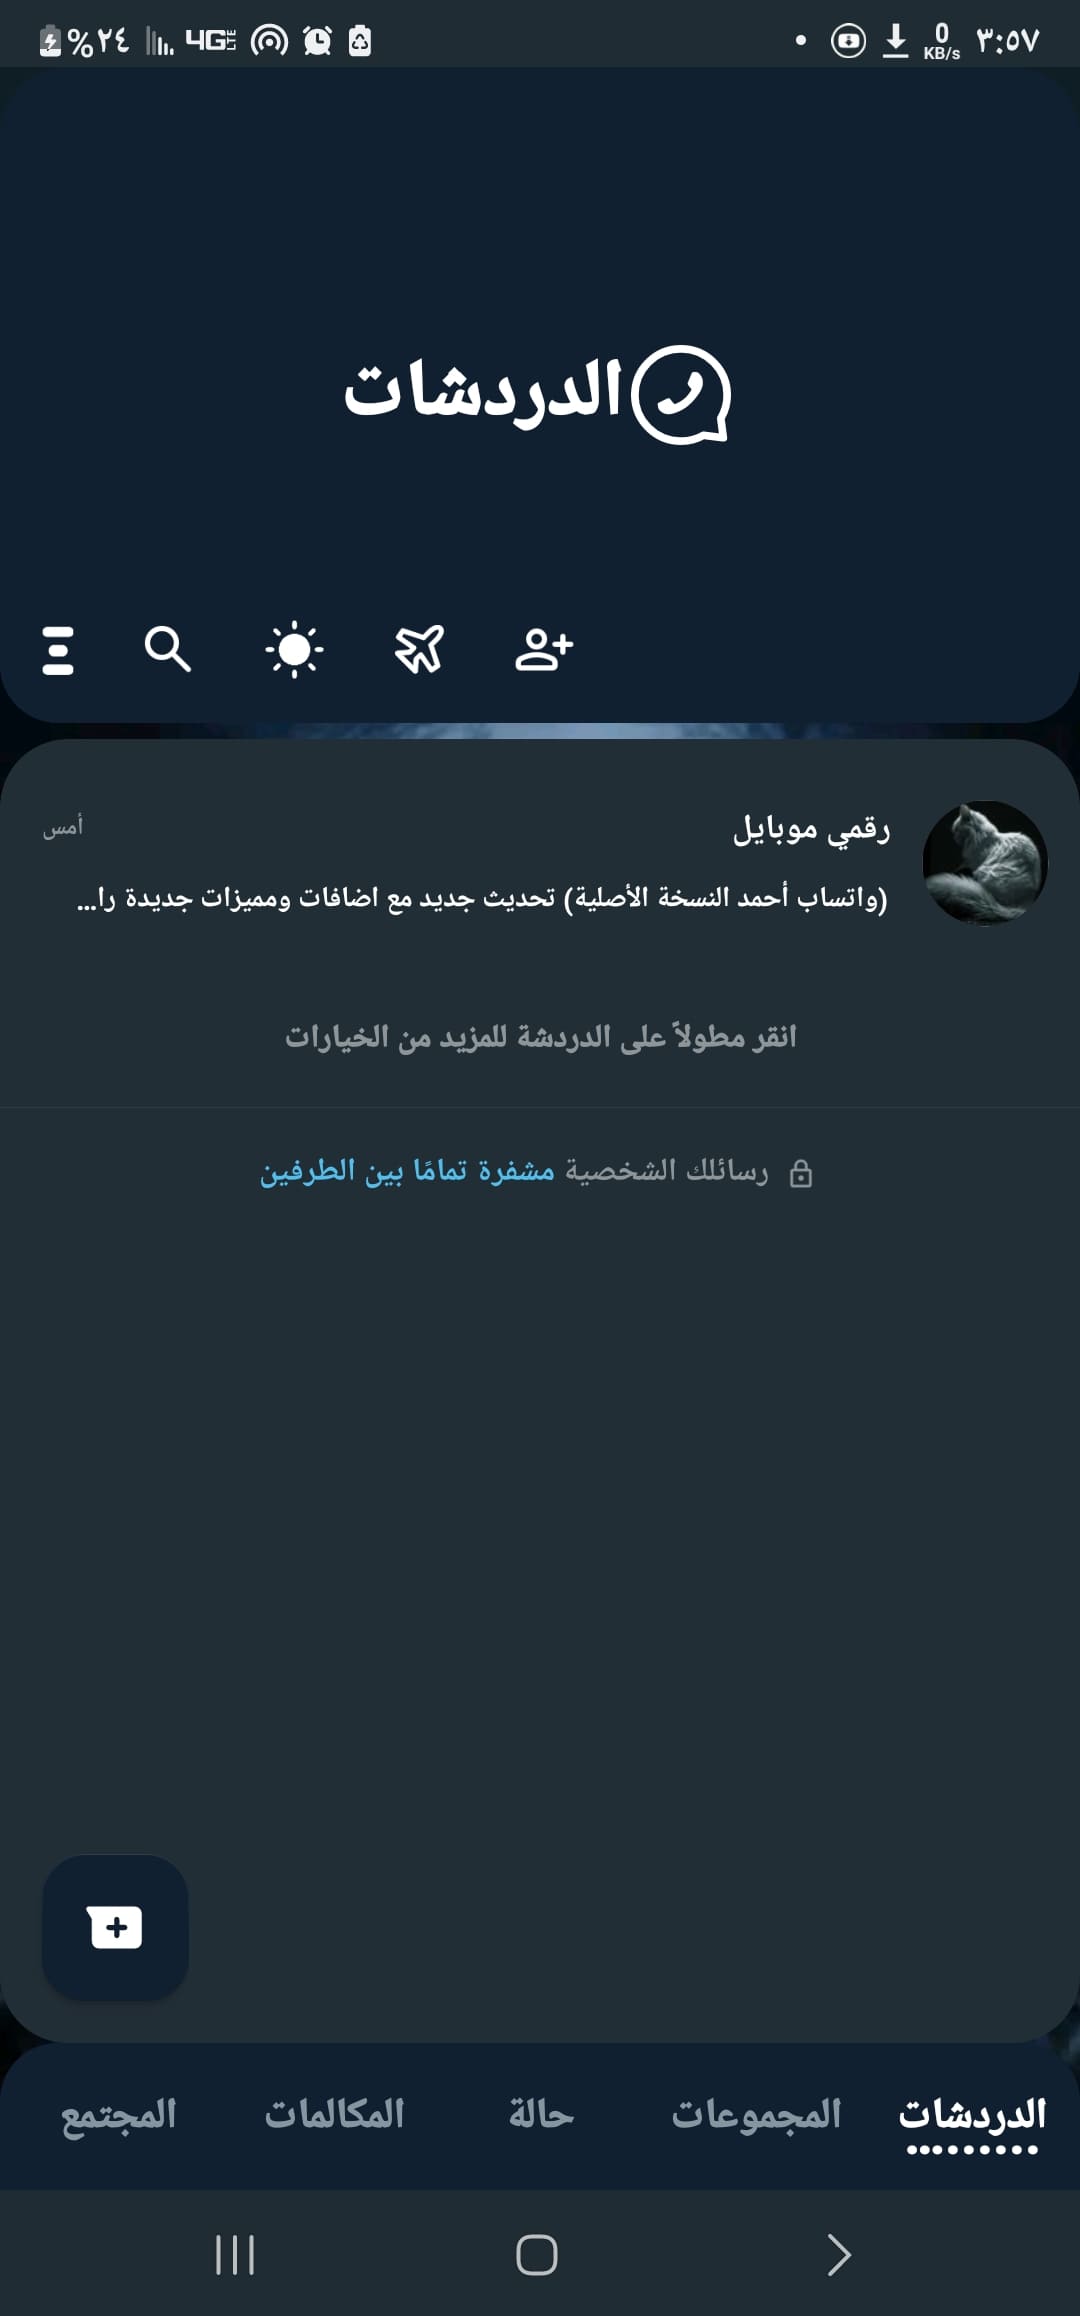 ٣:٥٧
0 KB/s
4G LTE
%٢٤
الدردشات
رقمي موبايل
أمس
(واتساب أحمد النسخة الأصلية) تحديث جديد مع اضافات ومميزات جديدة را...
انقر مطولاً على الدردشة للمزيد من الخيارات
رسائلك الشخصية مشفرة تمامًا بين الطرفين
الدردشات
المجموعات
حالة
المكالمات
المجتمع